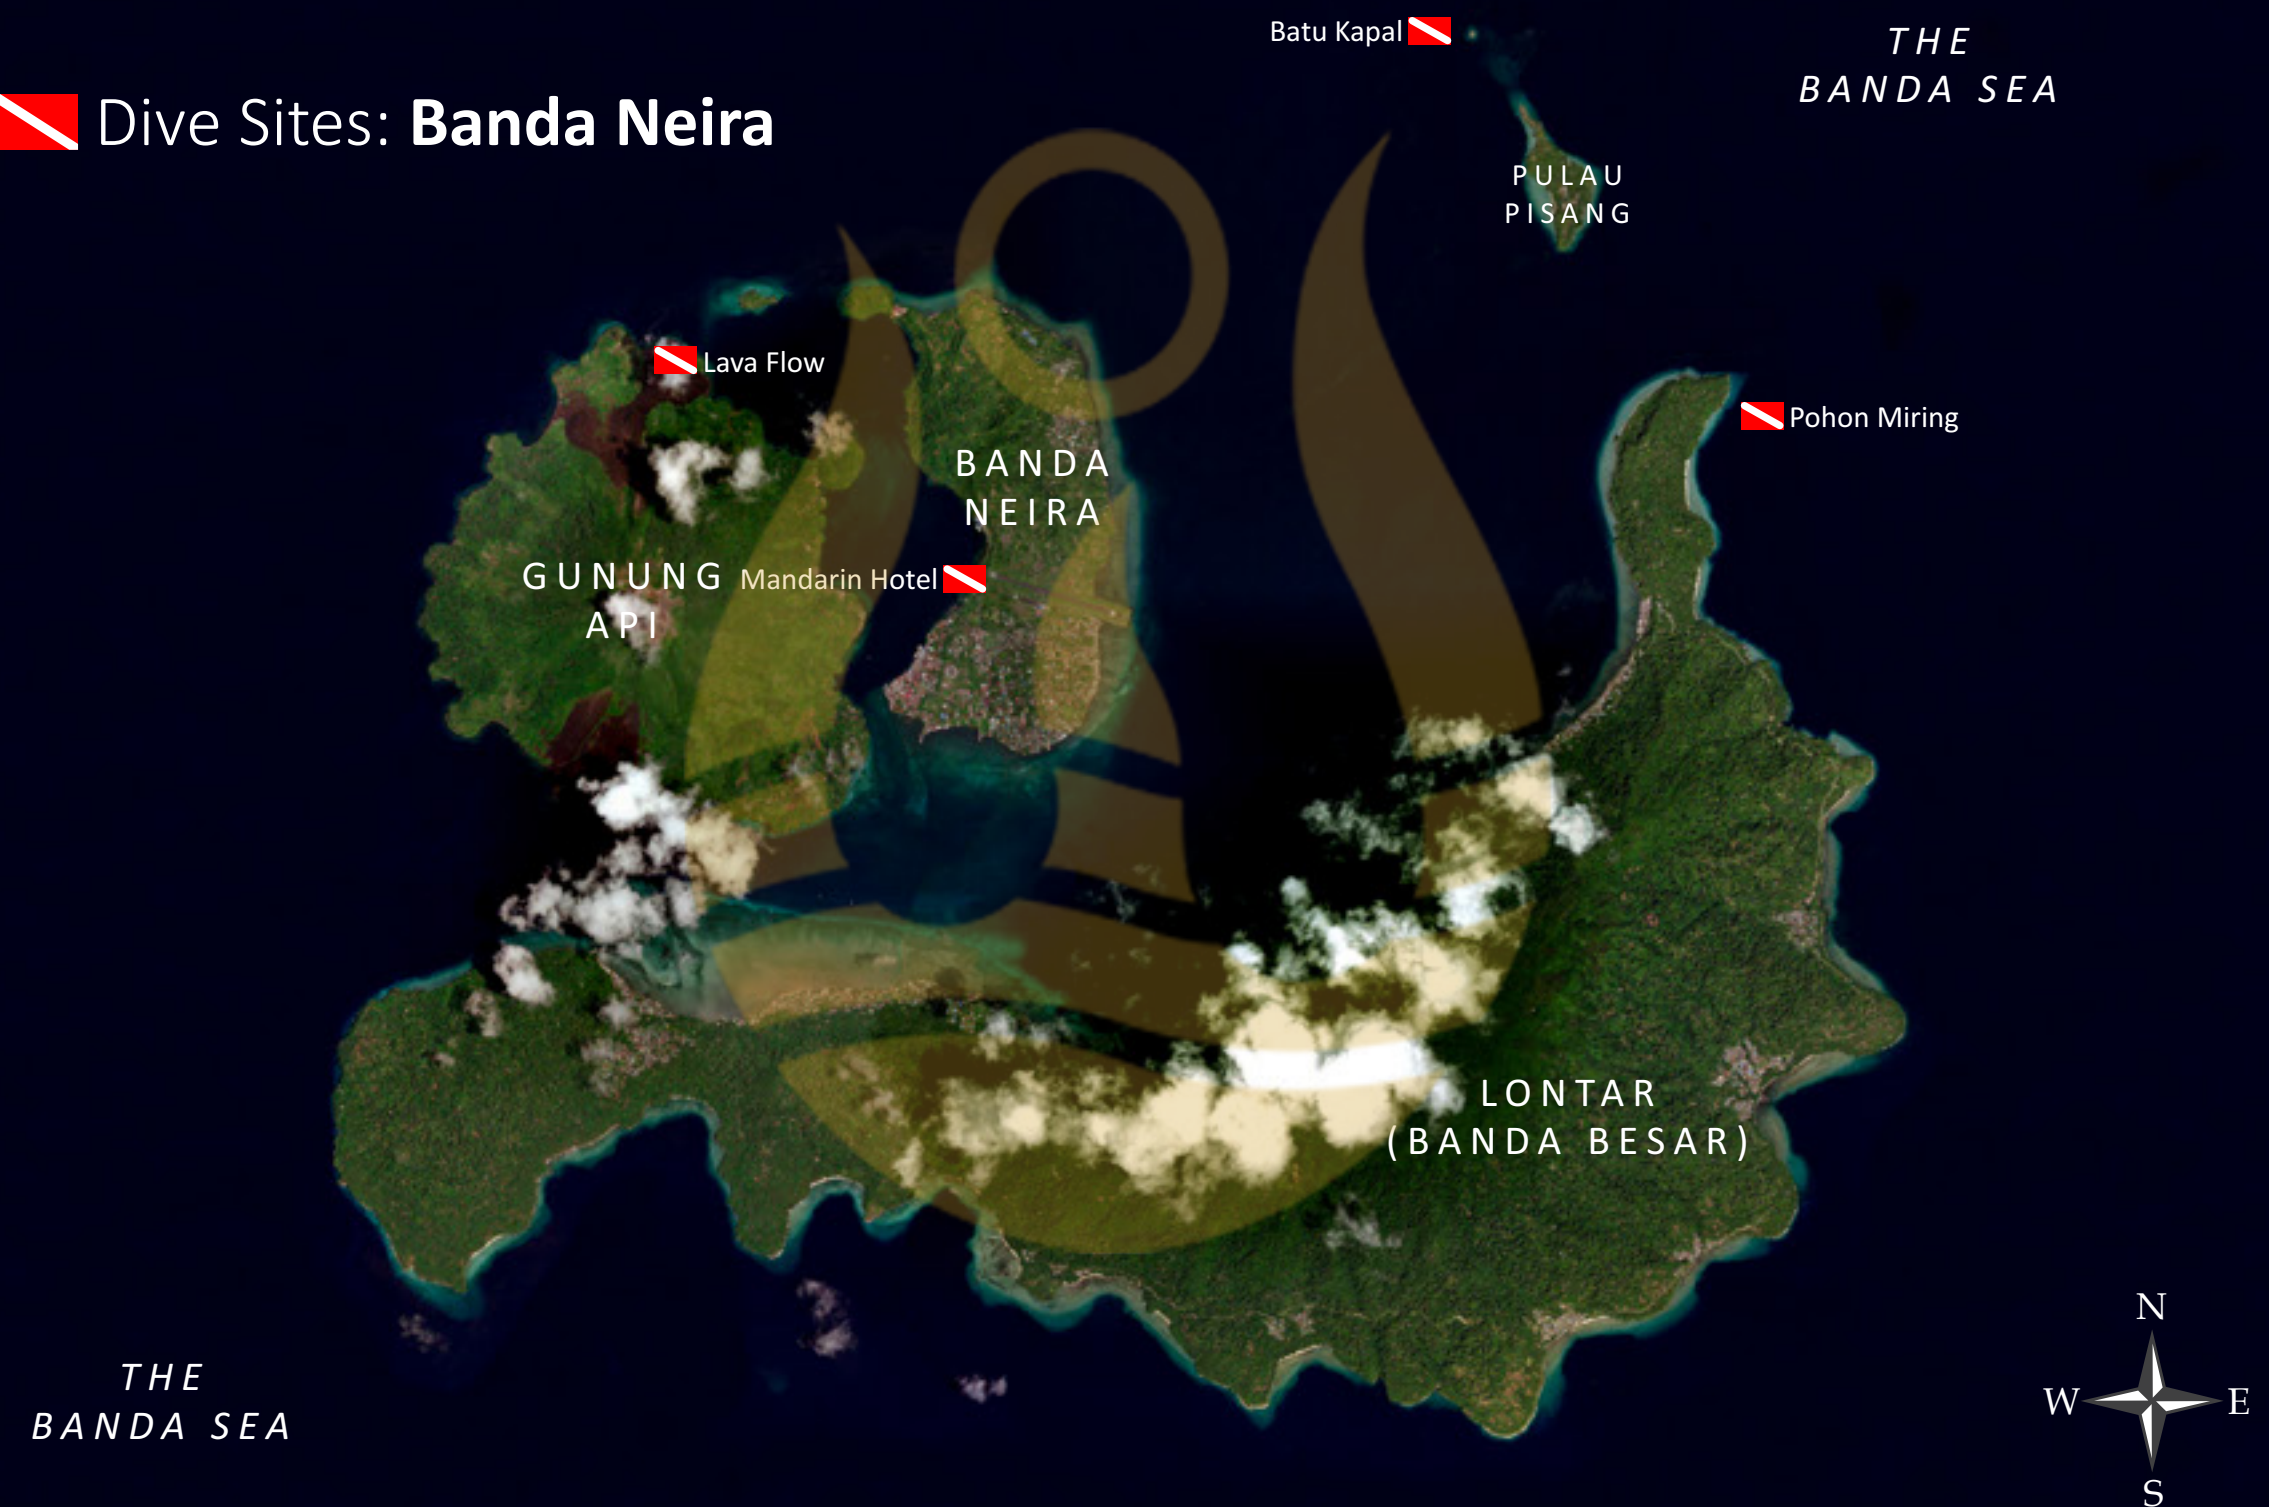 Batu Kapal
THE
BANDA SEA
Dive Sites: Banda Neira
PULAU
PISANG
Lava Flow
Pohon Miring
BANDA
NEIRA
GUNUNG
API
Mandarin Hotel
LONTAR
(BANDA BESAR)
THE
BANDA SEA
N
W
E
S